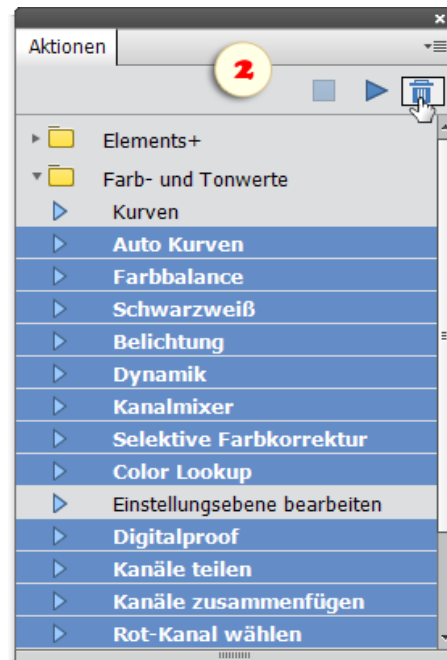 Aktionen
2
Elements+
Farb- und Tonwerte
Kurven
Auto Kurven
Farbbalance
Schwarzweiß
Belichtung
Dynamik
Kanalmixer
Selektive Farbkorrektur
Color Lookup
Einstellungsebene bearbeiten
Digitalproof
Kanäle teilen
Kanäle zusammenfügen
Rot-Kanal wählen